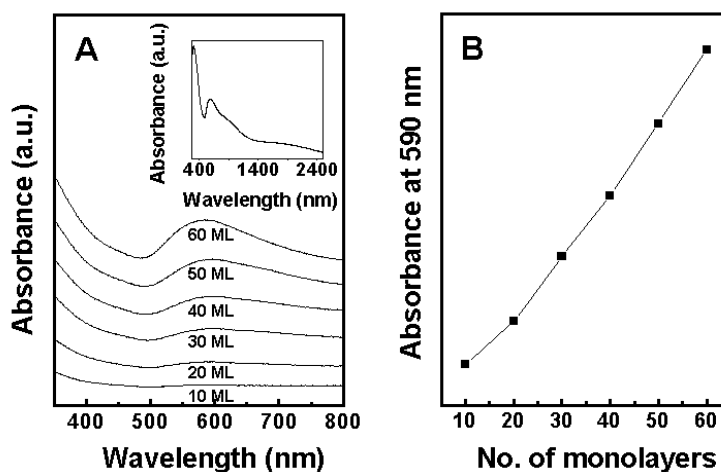 A
Absorbance (a.u.)
400 1400 2400
Wavelength (nm)
60 ML
50 ML
40 ML
30 ML
20 ML
10 ML
400 500 600 700 800
Wavelength (nm)
Absorbance (a.u.)
B
Absorbance at 590 nm
10 20 30 40 50 60
No. of monolayers